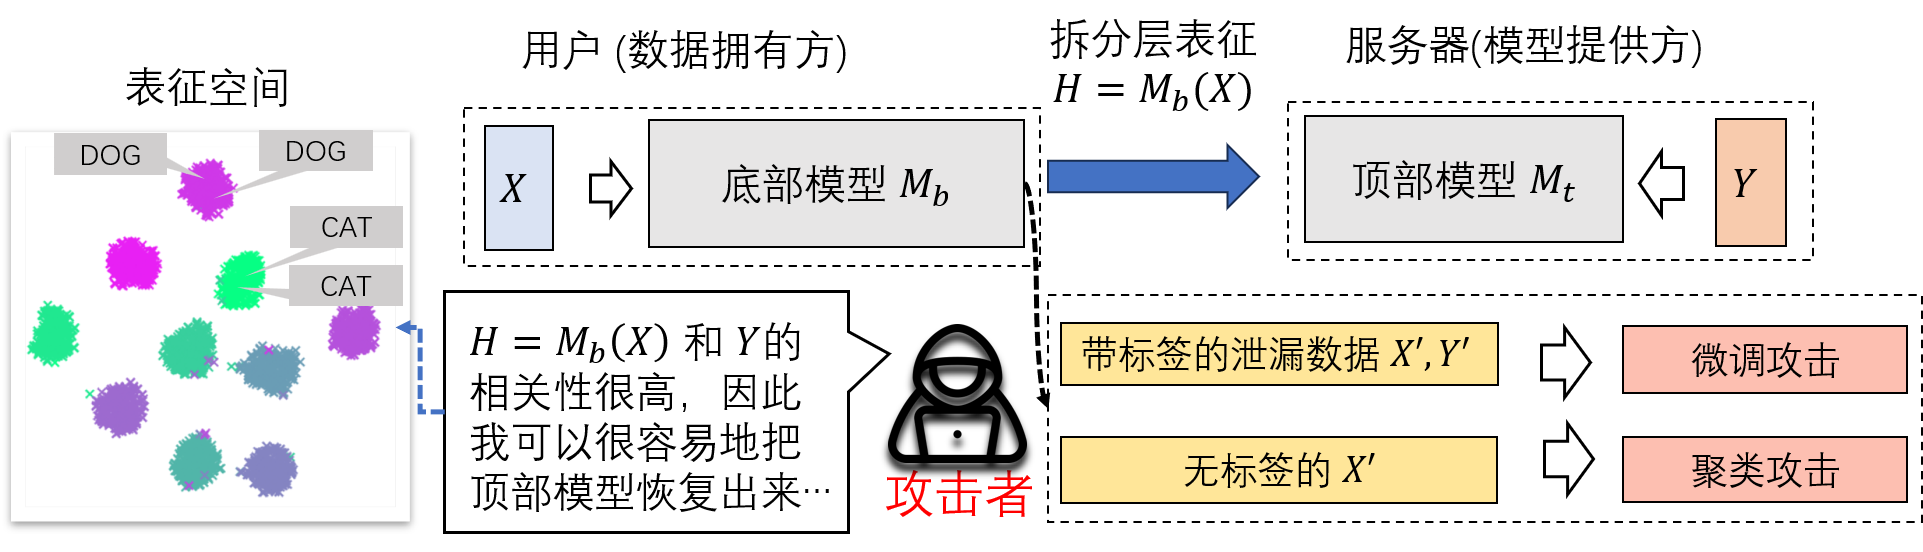 表征空间
DOG
DOG
CAT
CAT
用户 (数据拥有方)
X
底部模型 M_b
拆分层表征
H = M_b(X)
服务器(模型提供方)
顶部模型 M_t
Y
H = M_b(X) 和 Y的
相关性很高，因此
我可以很容易地把
顶部模型恢复出来…
攻击者
带标签的泄漏数据 X′, Y′
微调攻击
无标签的 X′
聚类攻击